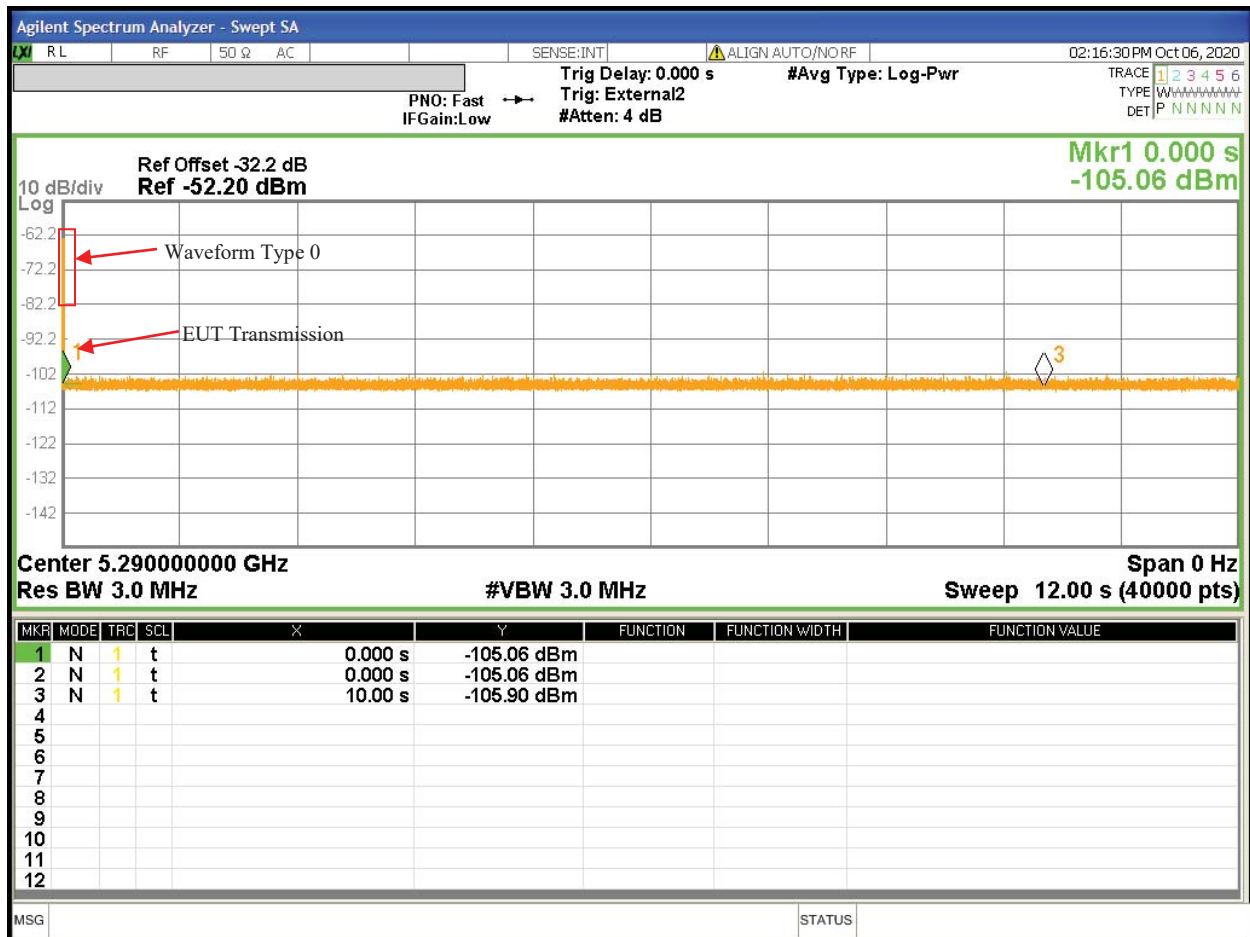 Agilent Spectrum Analyzer - Swept SA
LXI RL RF 50 Ω AC SENSE:INT ALIGN AUTO/NO RF 02:16:30 PM Oct 06, 2020
Trig Delay: 0.000 s #Avg Type: Log-Pwr TRACE 1 2 3 4 5 6
PNO: Fast Trig: External2 TYPE W
IFGain:Low #Atten: 4 dB DET P N N N N N
Mkr1 0.000 s
Ref Offset -32.2 dB
10 dB/div Ref -52.20 dBm -105.06 dBm
Log
-62.2
Waveform Type 0
-72.2
-82.2
-92.2 EUT Transmission
1 3
-102
-112
-122
-132
-142
Center 5.290000000 GHz Span 0 Hz
Res BW 3.0 MHz #VBW 3.0 MHz Sweep 12.00 s (40000 pts)
MKR MODE TRC SCL X Y FUNCTION FUNCTION WIDTH FUNCTION VALUE
1 N 1 t 0.000 s -105.06 dBm
2 N 1 t 0.000 s -105.06 dBm
3 N 1 t 10.00 s -105.90 dBm
4
5
6
7
8
9
10
11
12
MSG STATUS